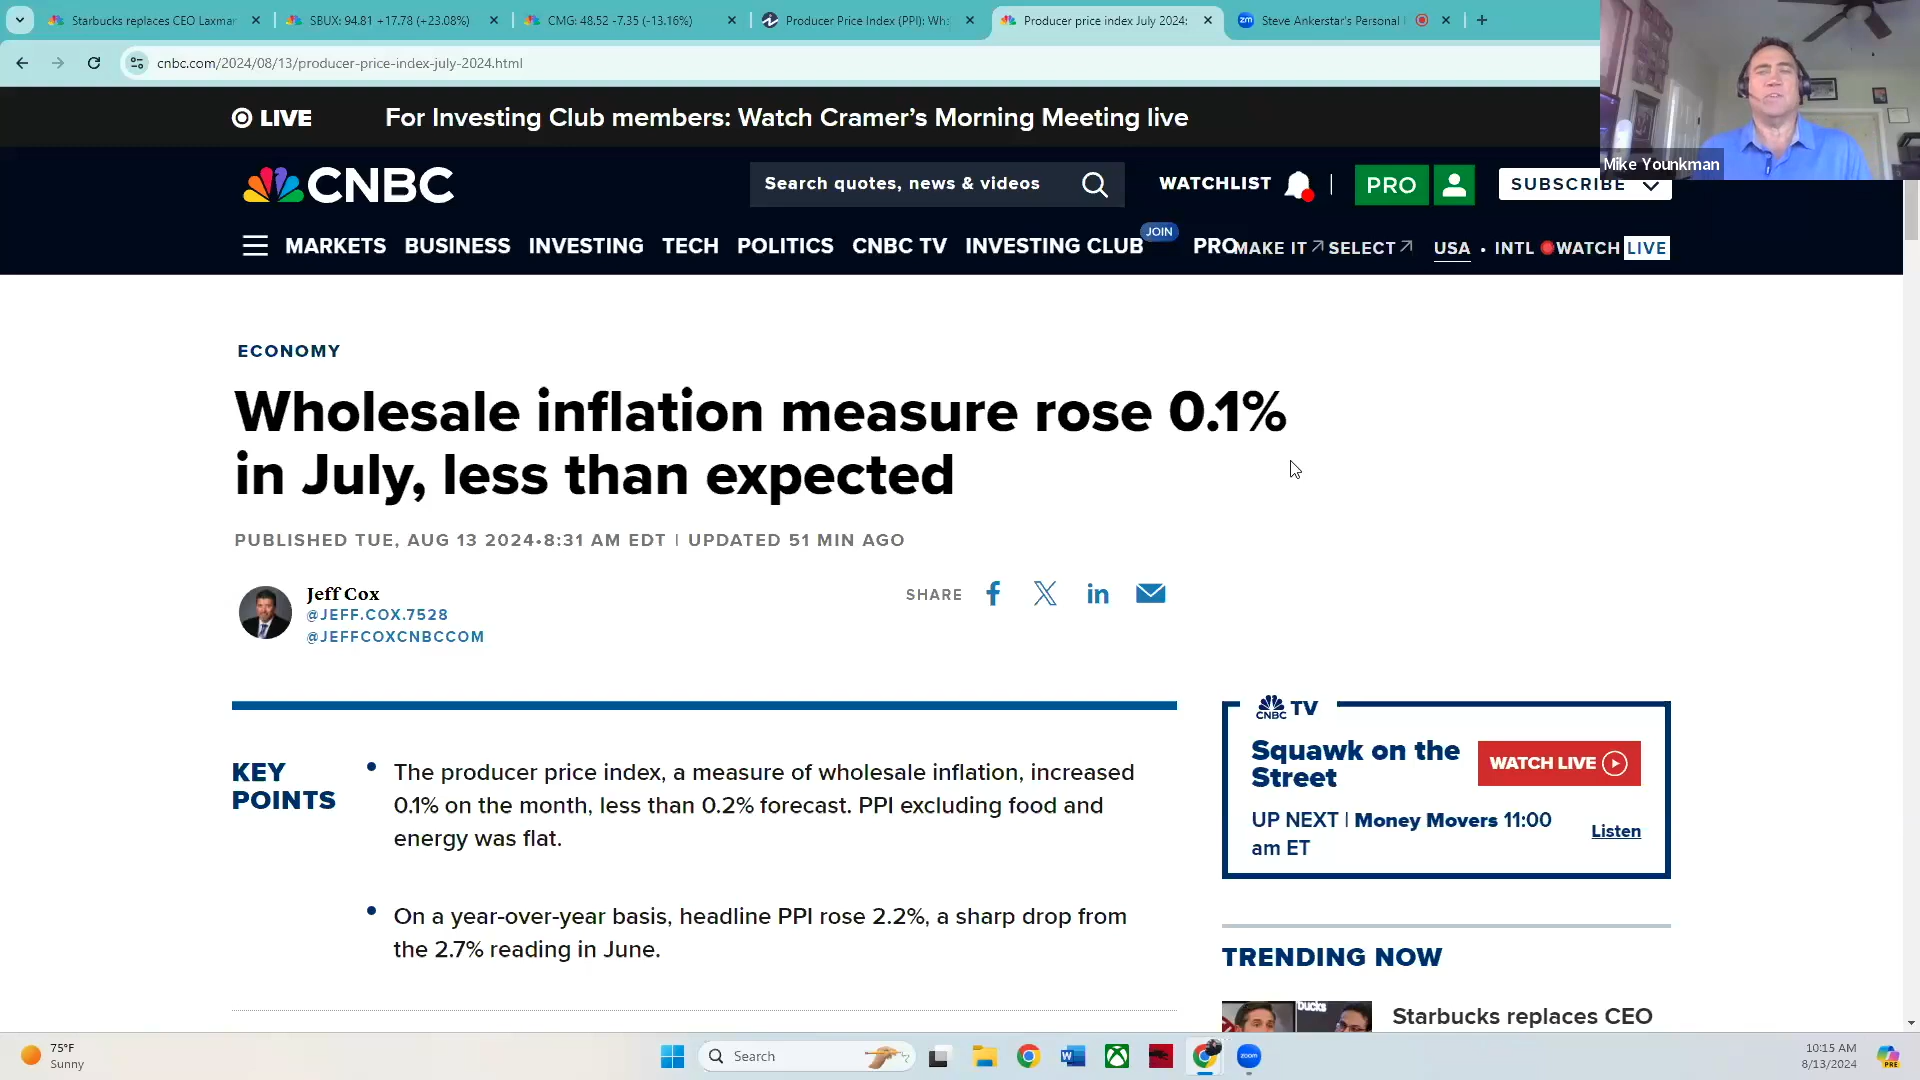 Starbucks replaces CEO Laxmar
SBUX: 94.81 +17.78 (+23.08%)
CMG: 48.52 -7.35 (-13.16%)
Producer Price Index (PPI): Wh
Producer price index July 2024:
zm
Steve Ankerstar's Personal
cnbc.com/2024/08/13/producer-price-index-july-2024.html
Mike Younkman
LIVE
For Investing Club members: Watch Cramer's Morning Meeting live
CNBC
Search quotes, news & videos
WATCHLIST
PRO
SUBSCRIBE
MARKETS BUSINESS INVESTING TECH POLITICS CNBC TV INVESTING CLUB JOIN PRO MAKE IT SELECT USA • INTL WATCH LIVE
ECONOMY
Wholesale inflation measure rose 0.1%
in July, less than expected
PUBLISHED TUE, AUG 13 2024•8:31 AM EDT | UPDATED 51 MIN AGO
Jeff Cox
@JEFF.COX.7528
@JEFFCOXCNBCCOM
SHARE
KEY
POINTS
• The producer price index, a measure of wholesale inflation, increased
0.1% on the month, less than 0.2% forecast. PPI excluding food and
energy was flat.
• On a year-over-year basis, headline PPI rose 2.2%, a sharp drop from
the 2.7% reading in June.
CNBC TV
Squawk on the
Street
WATCH LIVE
UP NEXT | Money Movers 11:00
am ET
Listen
TRENDING NOW
Starbucks replaces CEO
75°F
Sunny
Search
zoom
10:15 AM
8/13/2024
PRE